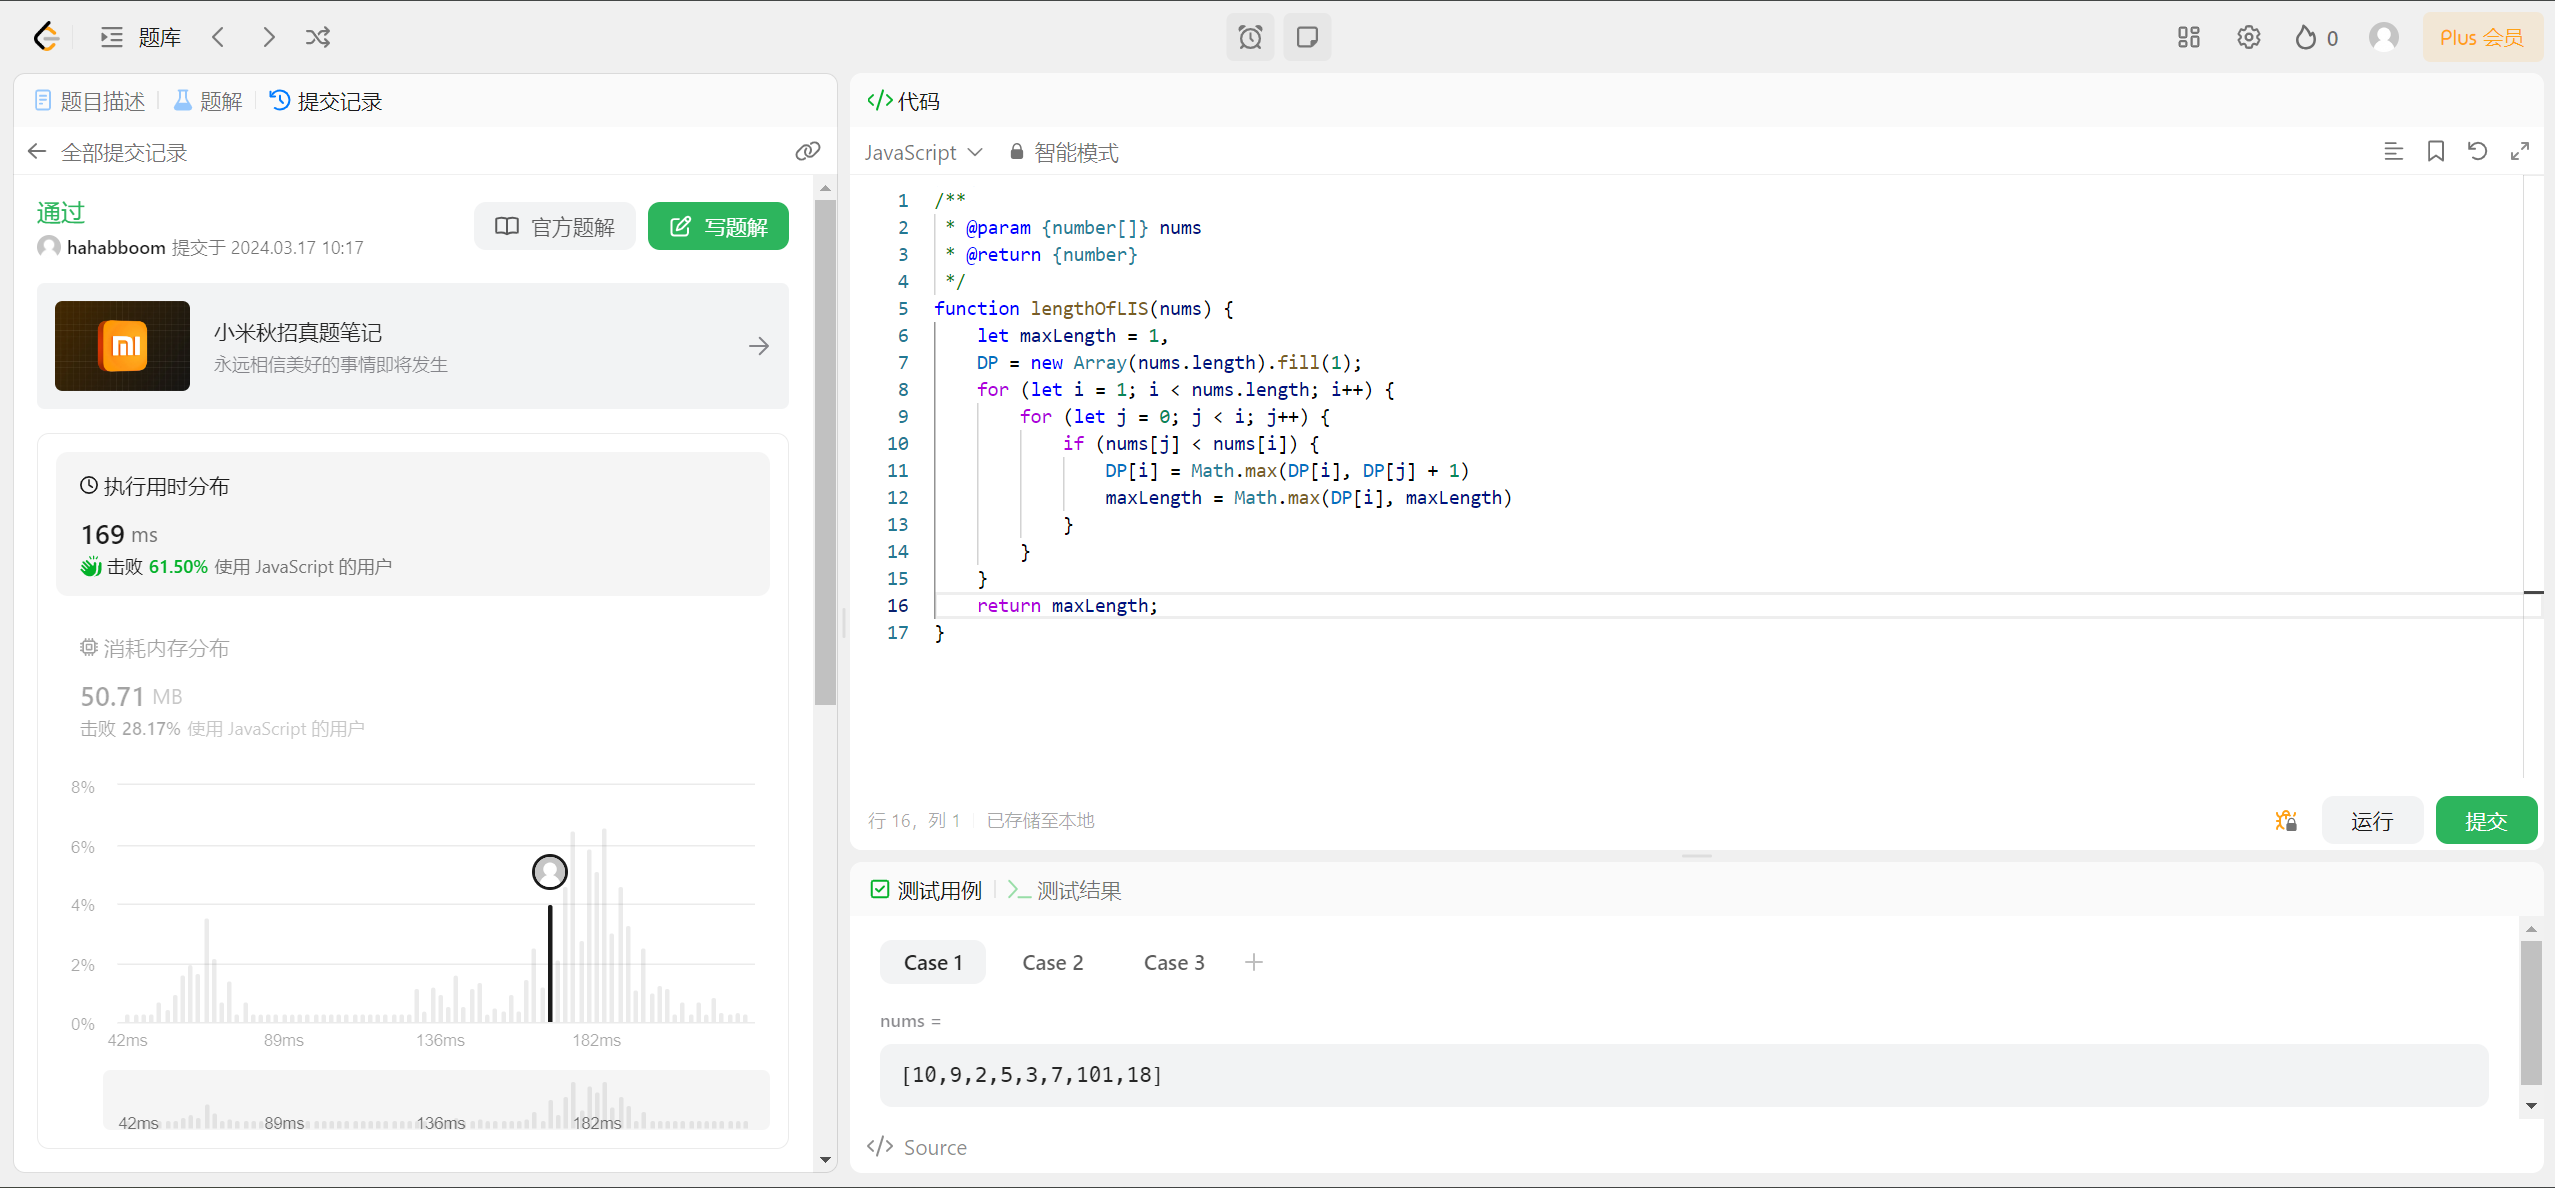 题库
0
Plus 会员
题目描述
题解
提交记录
全部提交记录
通过
hahabboom 提交于 2024.03.17 10:17
官方题解
写题解
小米秋招真题笔记
永远相信美好的事情即将发生
执行用时分布
169 ms
击败 61.50% 使用 JavaScript 的用户
消耗内存分布
50.71 MB
击败 28.17% 使用 JavaScript 的用户
8%
6%
4%
2%
0%
42ms 89ms 136ms 182ms
42ms 89ms 136ms 182ms
</> 代码
JavaScript 智能模式
1 /**
2  * @param {number[]} nums
3  * @return {number}
4  */
5 function lengthOfLIS(nums) {
6     let maxLength = 1,
7     DP = new Array(nums.length).fill(1);
8     for (let i = 1; i < nums.length; i++) {
9         for (let j = 0; j < i; j++) {
10             if (nums[j] < nums[i]) {
11                 DP[i] = Math.max(DP[i], DP[j] + 1)
12                 maxLength = Math.max(DP[i], maxLength)
13             }
14         }
15     }
16     return maxLength;
17 }
行 16, 列 1 已存储至本地
运行
提交
测试用例
测试结果
Case 1 Case 2 Case 3 +
nums =
[10,9,2,5,3,7,101,18]
</> Source